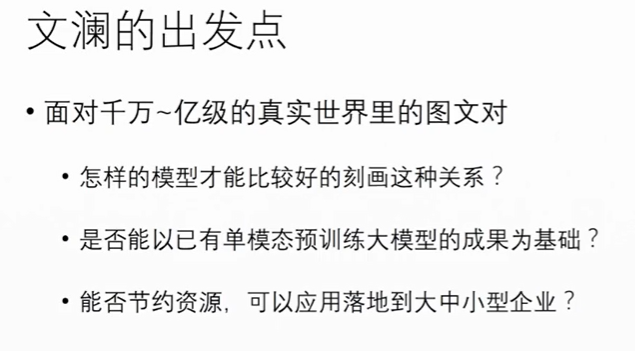 文澜的出发点
• 面对千万~亿级的真实世界里的图文对
• 怎样的模型才能比较好的刻画这种关系？
• 是否能以已有单模态预训练大模型的成果为基础？
• 能否节约资源，可以应用落地到大中小型企业？